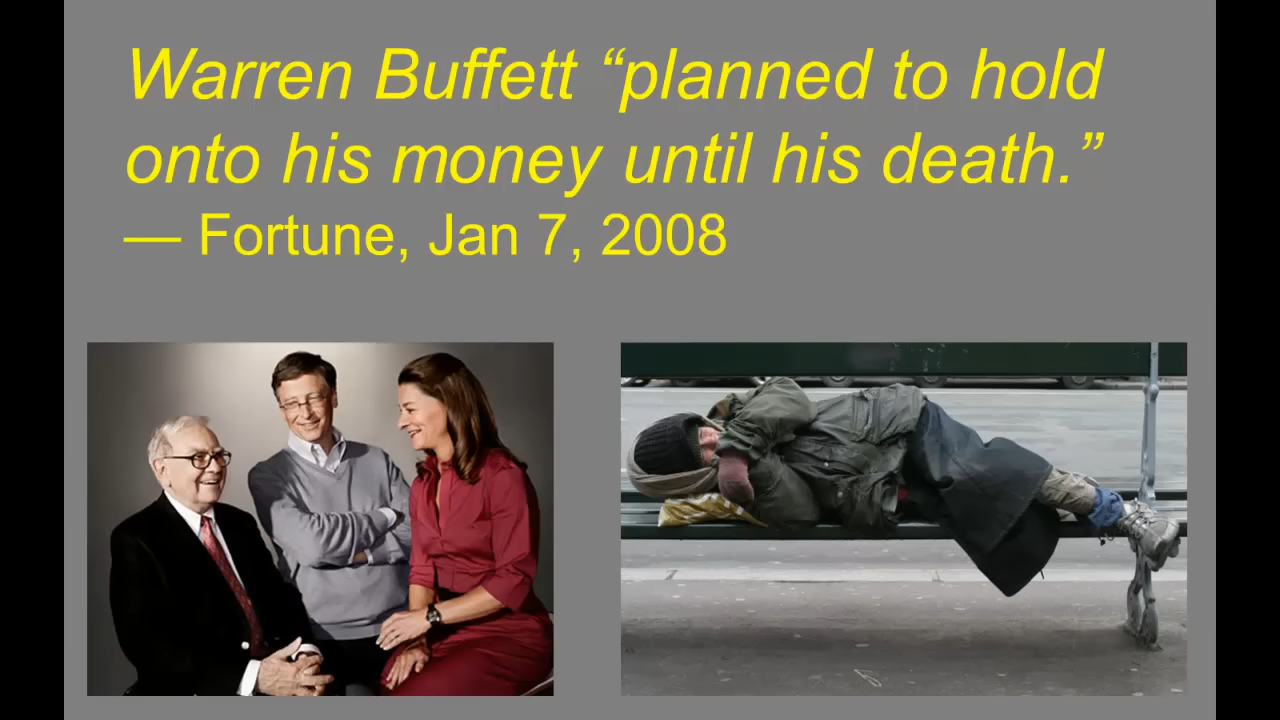 Warren Buffett “planned to hold
onto his money until his death.”
— Fortune, Jan 7, 2008